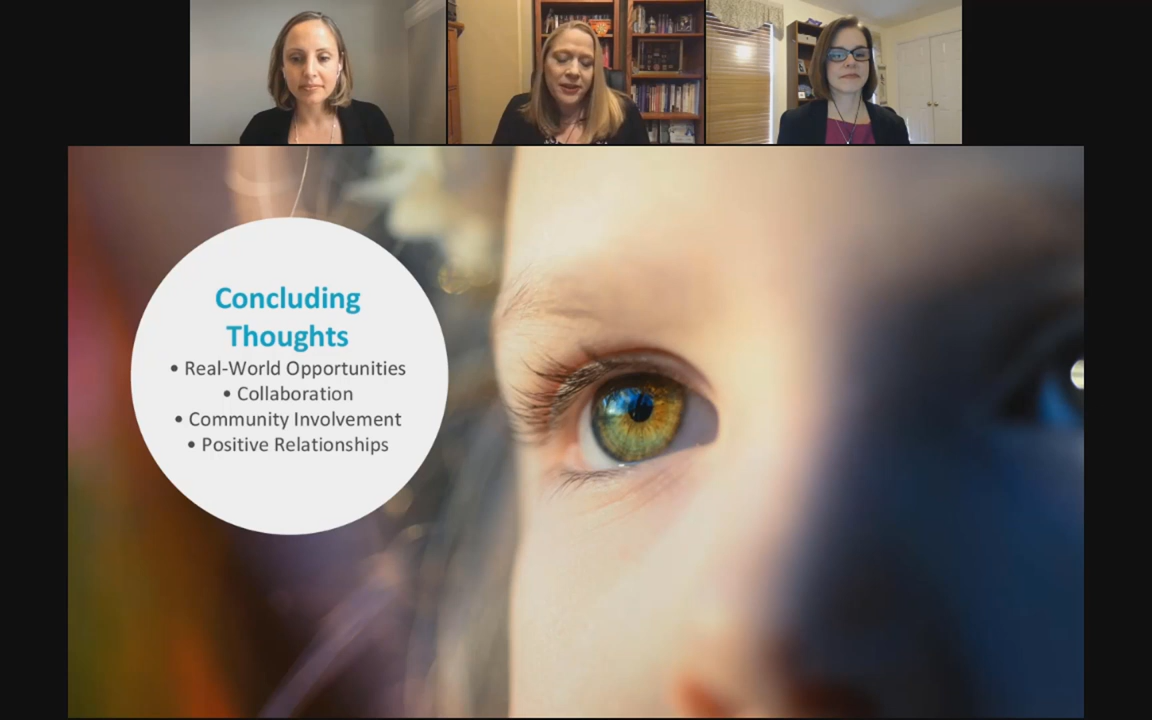 Concluding
Thoughts
• Real-World Opportunities
• Collaboration
• Community Involvement
• Positive Relationships